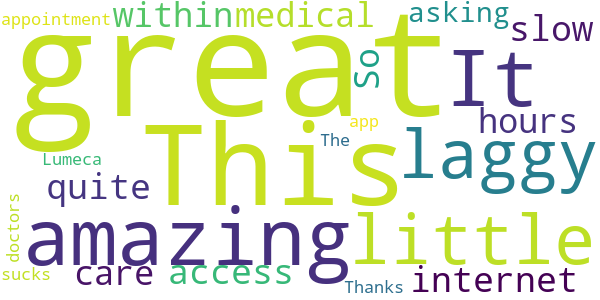 appointment
within
medical
asking
slow
great
So
It
hours
app
The
This
laggy
Lumeca
quite
doctors
amazing
little
sucks
care
access
Thanks
internet